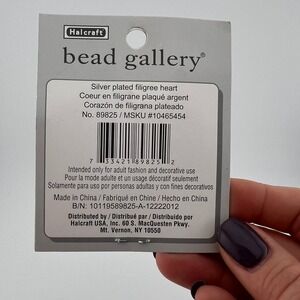 Halcraft
bead gallery®
Silver plated filigree heart
Coeur en filigrane plaqué argent
Corazón de filigrana plateado
No. 89825 / MSKU #10465454
7 33421 89825 2
Intended only for adult fashion and decorative use
Pour la mode adulte et un usage décoratif seulement
Solamente para uso por personas adultas y con fines decorativos
Made in China / Fabriqué en Chine / Hecho en China
B/N: 10119589825-A-12222012
Distributed by / Distribué par / Distribuido por
Halcraft USA, Inc. 60 S. MacQuesten Pkwy.
Mt. Vernon, NY 10550